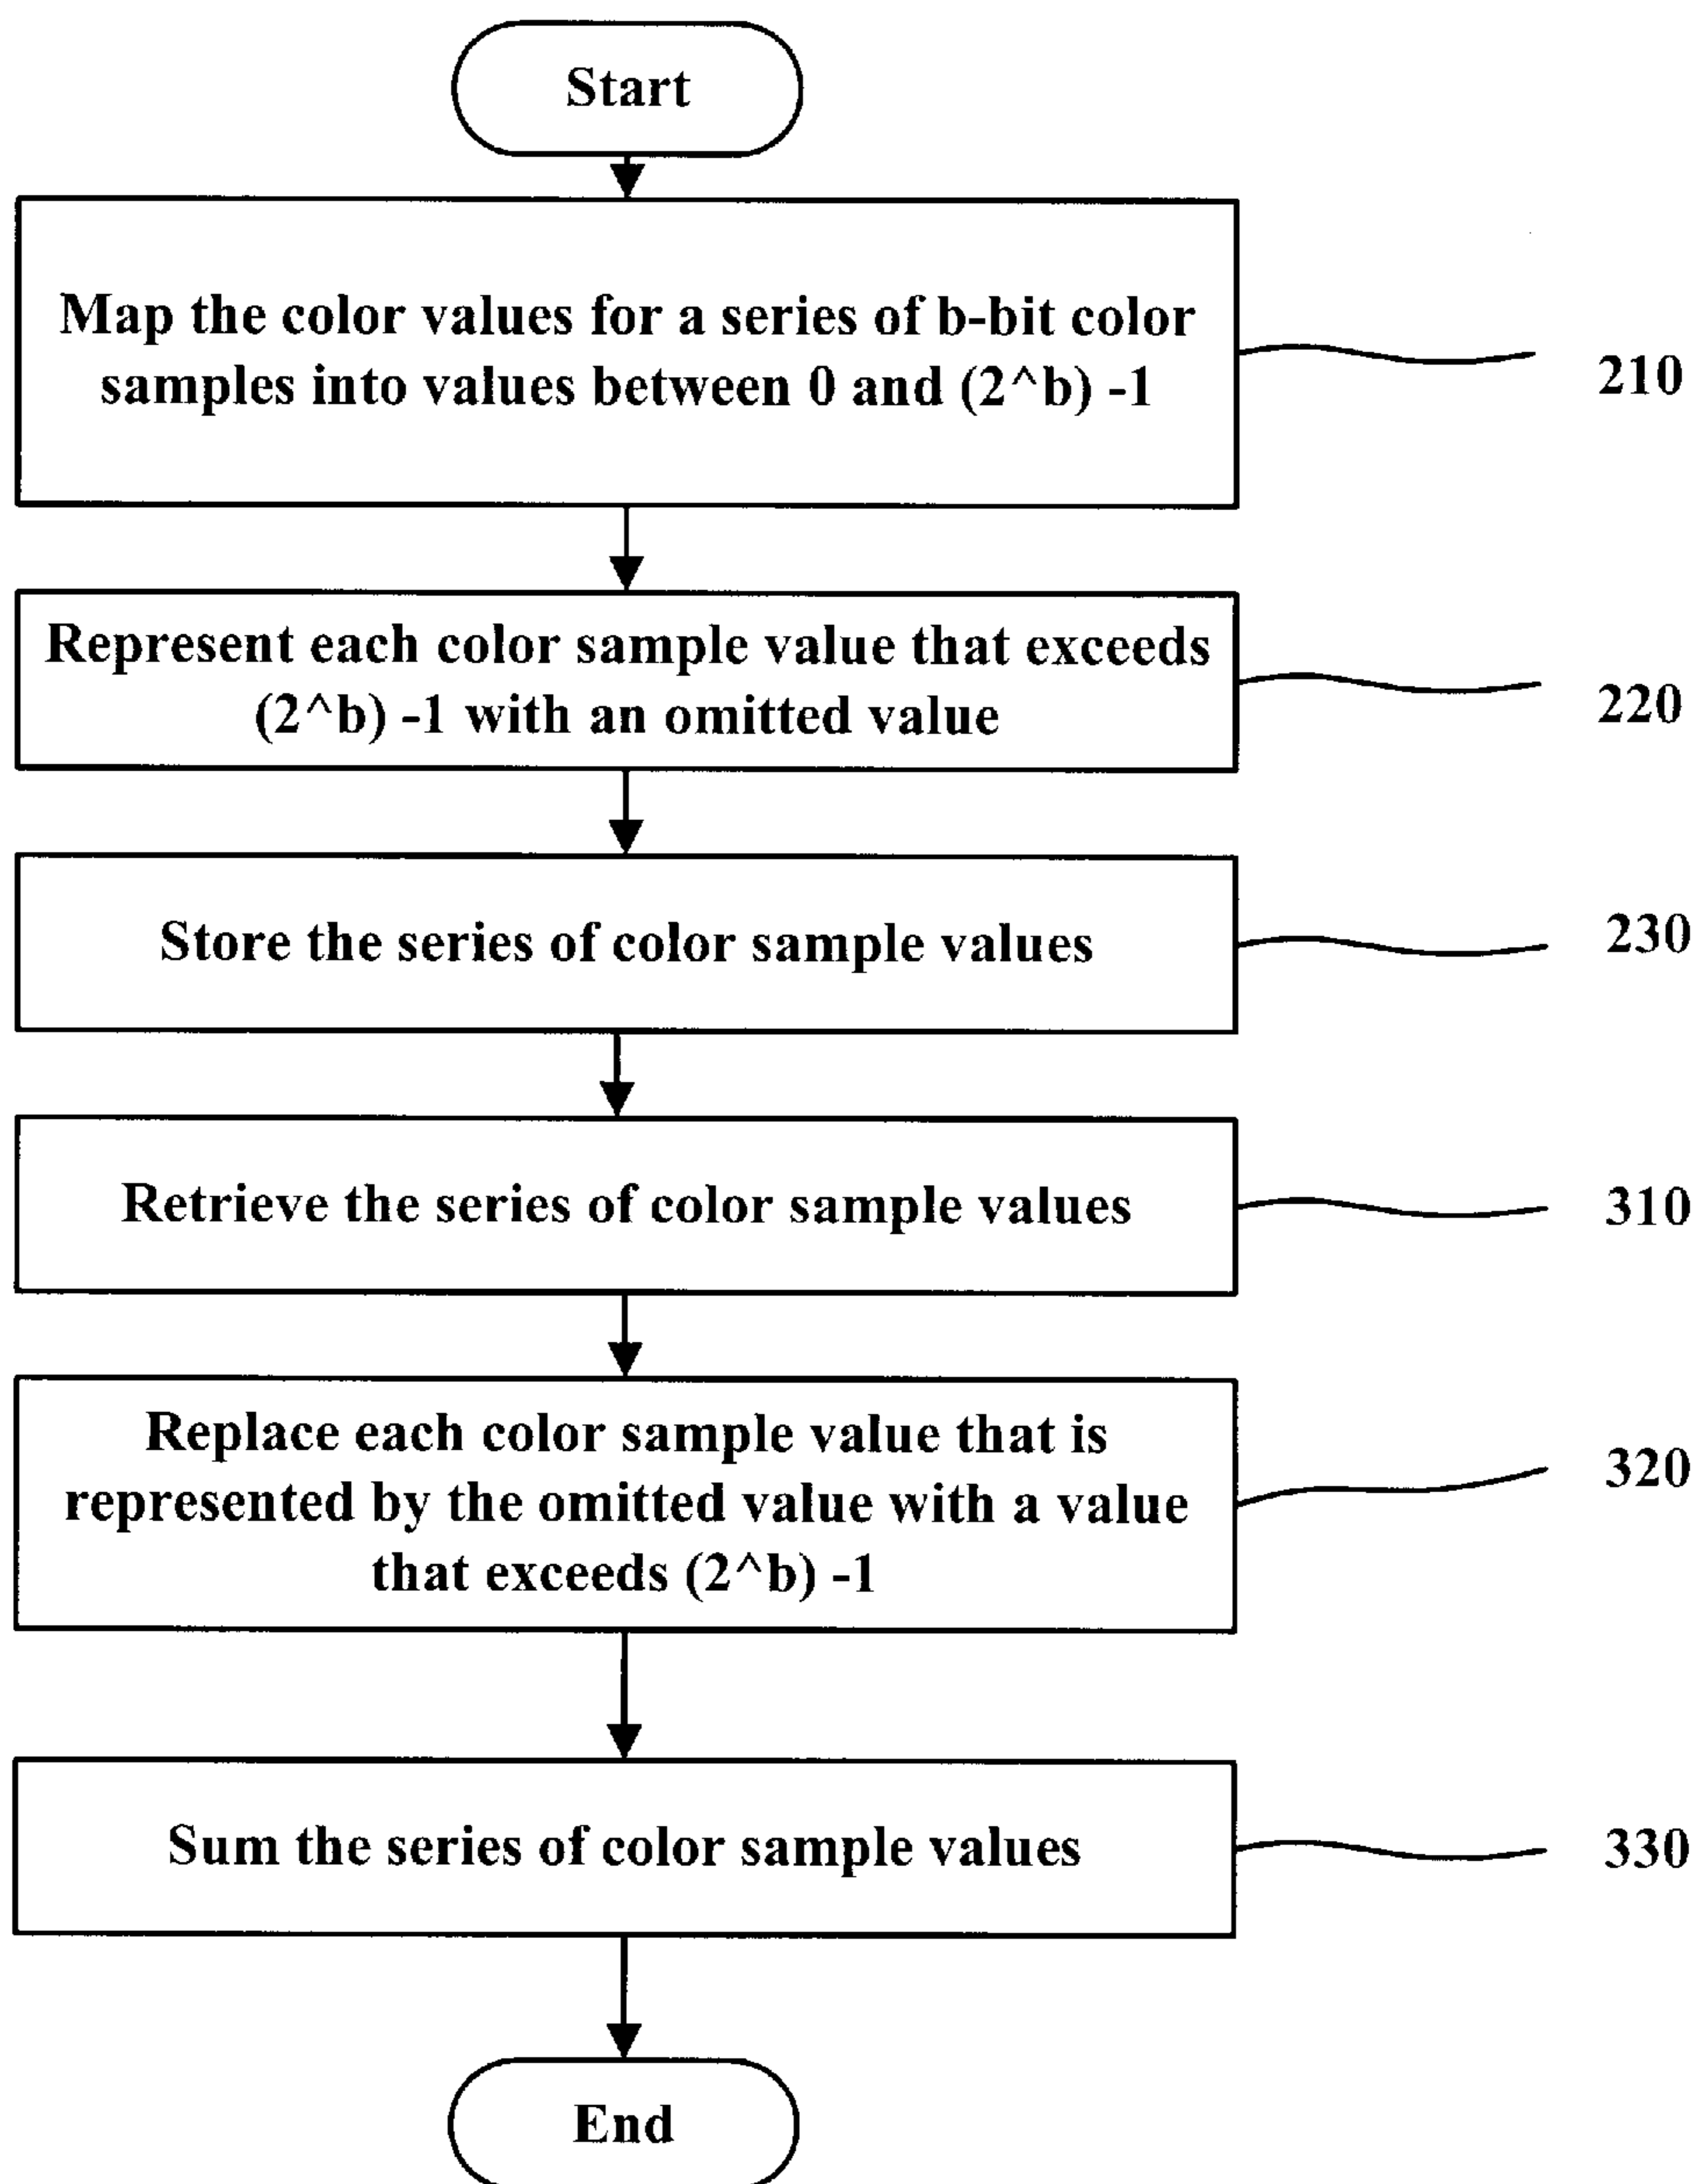 Start
Map the color values for a series of b-bit color
samples into values between 0 and (2^b) -1
210
Represent each color sample value that exceeds
(2^b) -1 with an omitted value
220
Store the series of color sample values
230
Retrieve the series of color sample values
310
Replace each color sample value that is
represented by the omitted value with a value
that exceeds (2^b) -1
320
Sum the series of color sample values
330
End